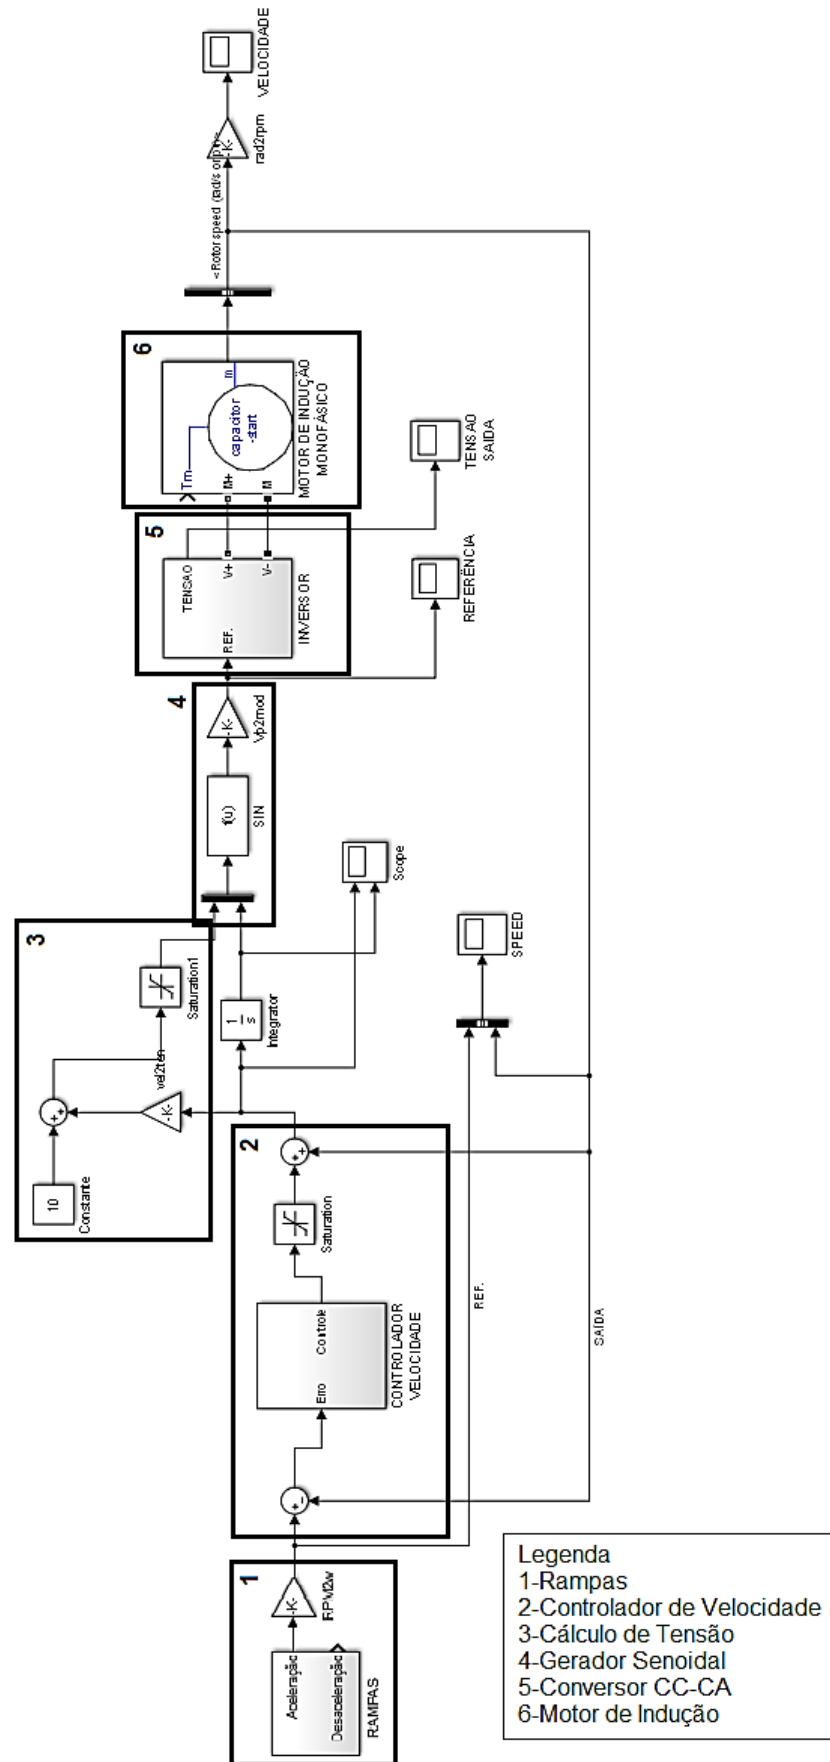 1
Aceleração
Desaceleração
RAMPAS
-K-
RPM2w
2
+-
Erro
Controle
CONTROLADOR
VELOCIDADE
Saturation
++
3
10
Constante
++
-K-
vel2ten
Saturation1
1
s
Integrator
Scope
4
f(u)
SIN
-K-
Vp2mod
5
REF.
TENSAO
V+
V-
INVERSOR
REFERÊNCIA
TENSAO
SAIDA
6
Tm
M+
M
m
capacitor
-start
MOTOR DE INDUÇÃO
MONOFÁSICO
<Rotor speed (rad/s or pu)>
-K-
rad2rpm
VELOCIDADE
SPEED
REF.
SAÍDA
Legenda
1-Rampas
2-Controlador de Velocidade
3-Cálculo de Tensão
4-Gerador Senoidal
5-Conversor CC-CA
6-Motor de Indução